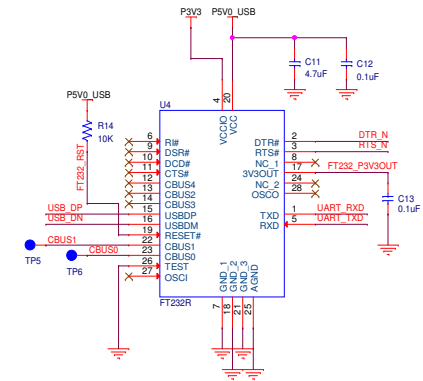 P3V3 P5V0_USB
C11 C12
4.7uF 0.1uF
P5V0_USB
R14
10K
FT232_RST
U4
4 20
VCCIO
VCC
6 RI# DTR# 2 DTR_N
9 DSR# RTS# 3 RTS_N
10 DCD# NC_1 8
11 CTS# 3V3OUT 17 FT232_P3V3OUT
12 CBUS4 NC_2 24
13 CBUS2 OSCO 28
14 CBUS3
USB_DP 15 USBDP TXD 1 UART_RXD
USB_DN 16 USBDM RXD 5 UART_TXD
19 RESET#
CBUS1 22 CBUS1
CBUS0 23 CBUS0
26 TEST
27 OSCI
C13
0.1uF
TP5 TP6
GND_1
GND_2
GND_3
AGND
FT232R
7 18 21 25